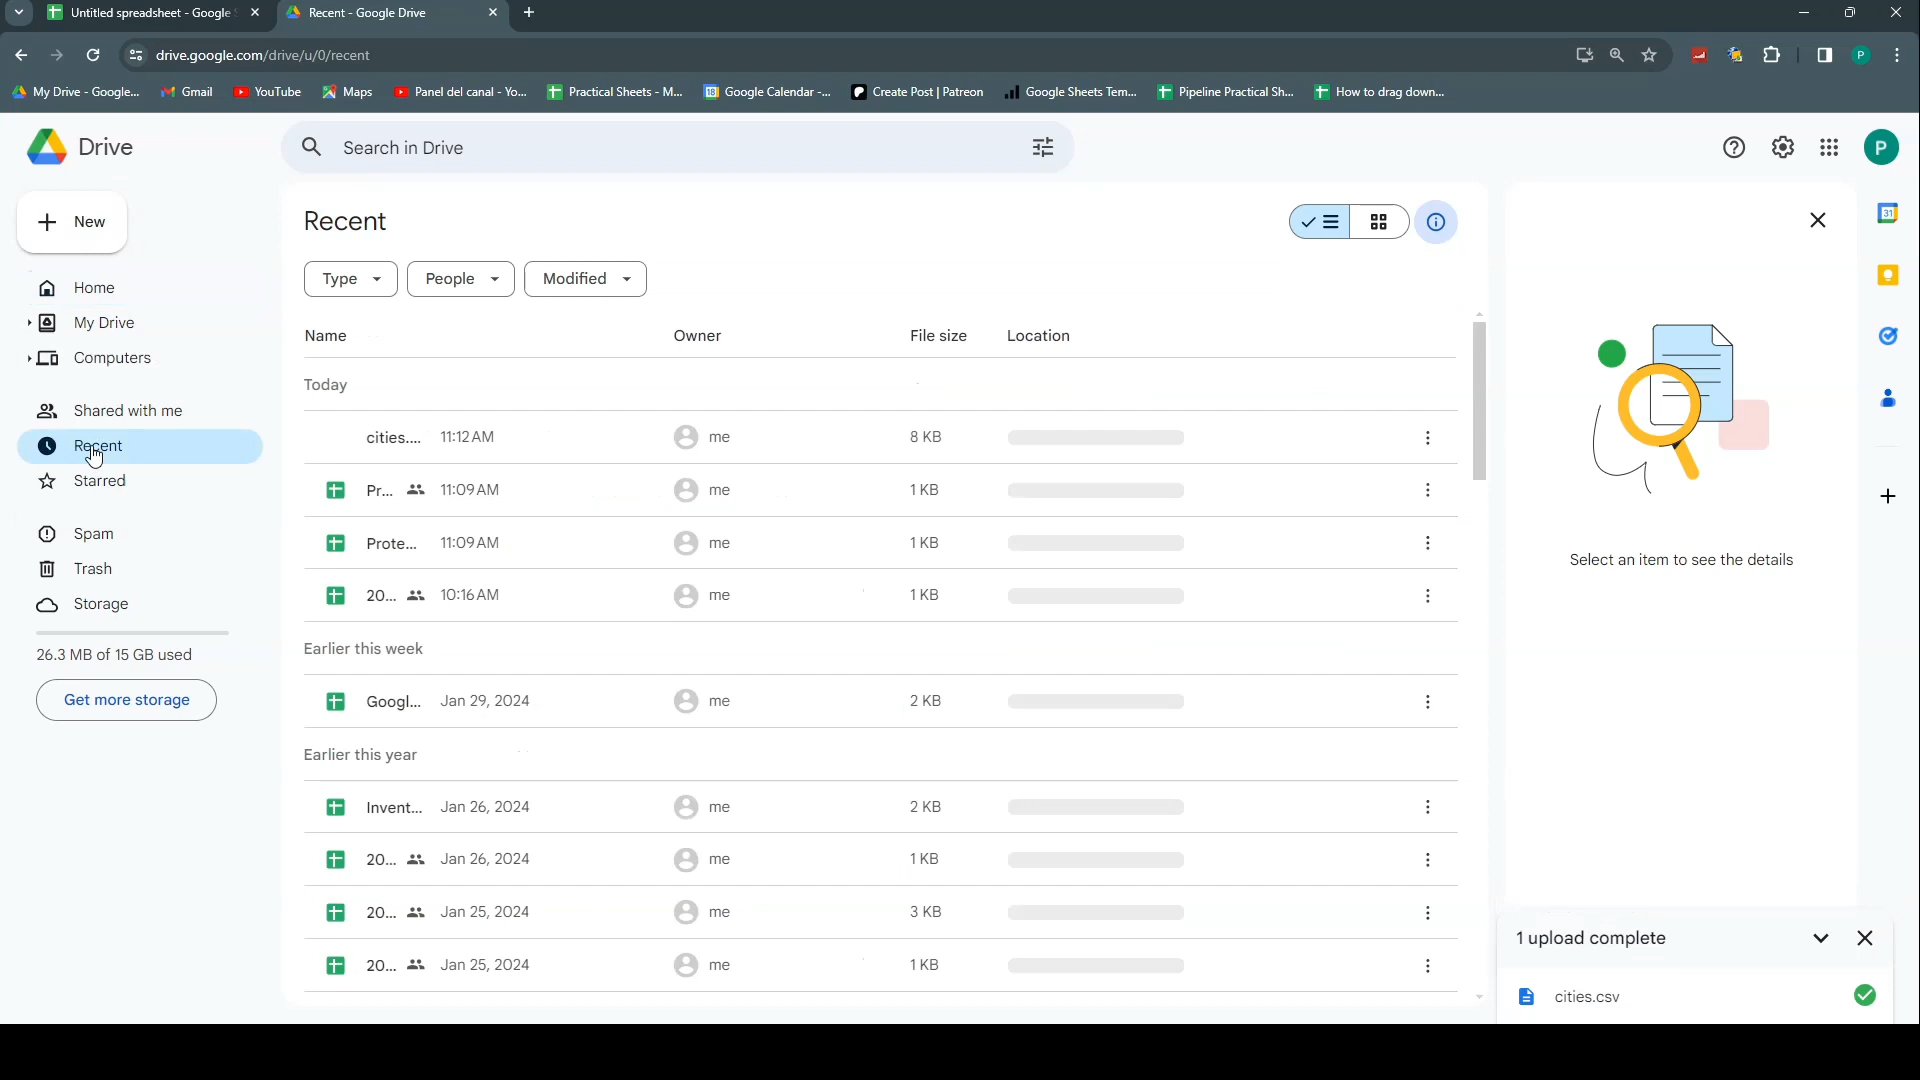 Untitled spreadsheet - Google S
Recent - Google Drive
drive.google.com/drive/u/0/recent
My Drive - Google...
Gmail
YouTube
Maps
Panel del canal - Yo...
Practical Sheets - M...
Google Calendar -...
Create Post | Patreon
Google Sheets Tem...
Pipeline Practical Sh...
How to drag down...
Drive
Search in Drive
P
New
Home
My Drive
Computers
Shared with me
Recent
Starred
Spam
Trash
Storage
26.3 MB of 15 GB used
Get more storage
Recent
Type
People
Modified
Name Owner File size Location
Today
cities.... 11:12 AM me 8 KB
Pr... 11:09 AM me 1 KB
Prote... 11:09 AM me 1 KB
20... 10:16 AM me 1 KB
Earlier this week
Googl... Jan 29, 2024 me 2 KB
Earlier this year
Invent... Jan 26, 2024 me 2 KB
20... Jan 26, 2024 me 1 KB
20... Jan 25, 2024 me 3 KB
20... Jan 25, 2024 me 1 KB
Select an item to see the details
31
1 upload complete
cities.csv